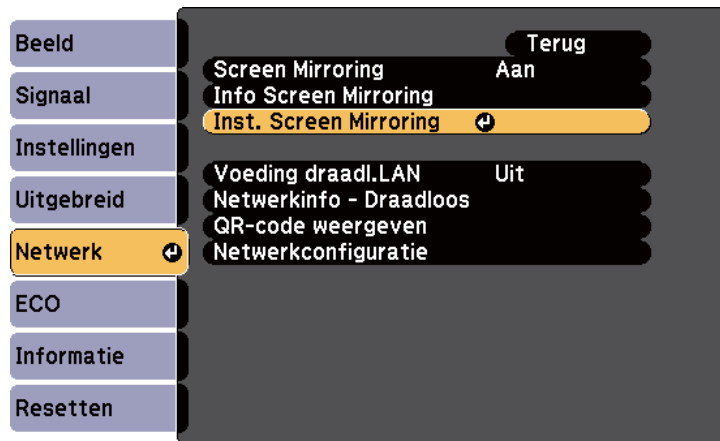 Beeld
Signaal
Instellingen
Uitgebreid
Netwerk
ECO
Informatie
Resetten
Terug
Screen Mirroring Aan
Info Screen Mirroring
Inst. Screen Mirroring
Voeding draadl.LAN Uit
Netwerkinfo - Draadloos
QR-code weergeven
Netwerkconfiguratie